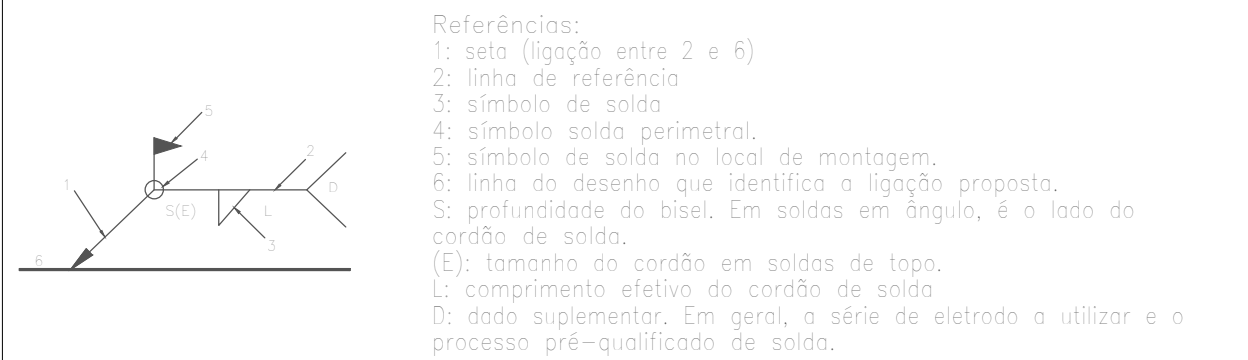 5
4
2
1
D
S(E)
L
3
6
Referências:
1: seta (ligação entre 2 e 6)
2: linha de referência
3: símbolo de solda
4: símbolo solda perimetral.
5: símbolo de solda no local de montagem.
6: linha do desenho que identifica a ligação proposta.
S: profundidade do bisel. Em soldas em ângulo, é o lado do
cordão de solda.
(E): tamanho do cordão em soldas de topo.
L: comprimento efetivo do cordão de solda
D: dado suplementar. Em geral, a série de eletrodo a utilizar e o
processo pré-qualificado de solda.